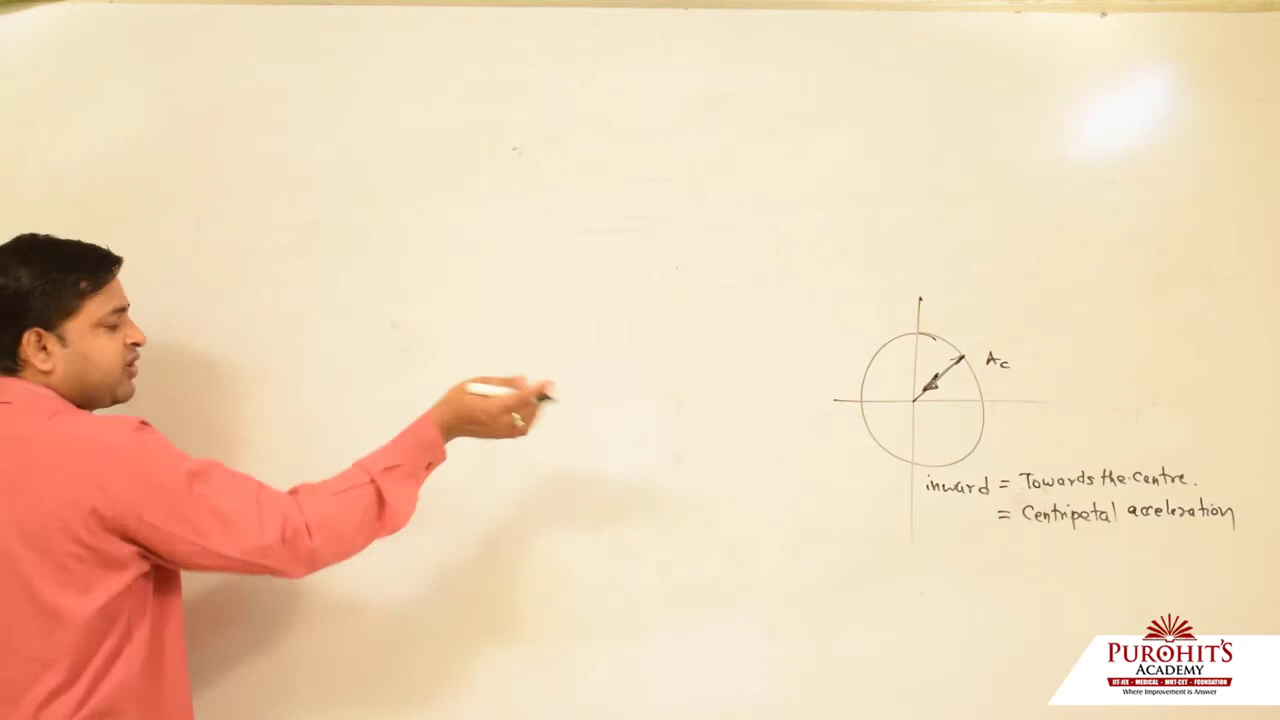 Ac
inward = Towards the centre.
= Centripetal acceleration
PUROHIT'S
ACADEMY
IIT-JEE - MEDICAL - MHT-CET - FOUNDATION
Where Improvement is Answer